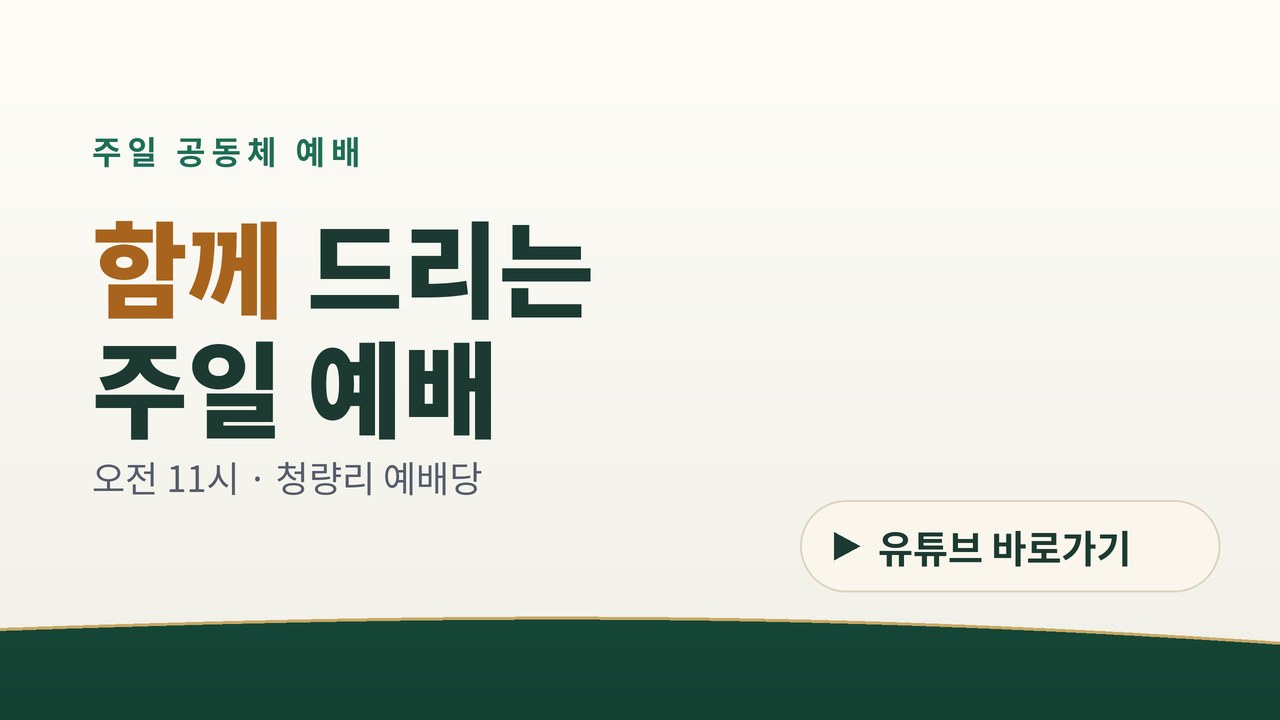 주일 공동체 예배
함께 드리는
주일 예배
오전 11시 · 청량리 예배당
▶ 유튜브 바로가기